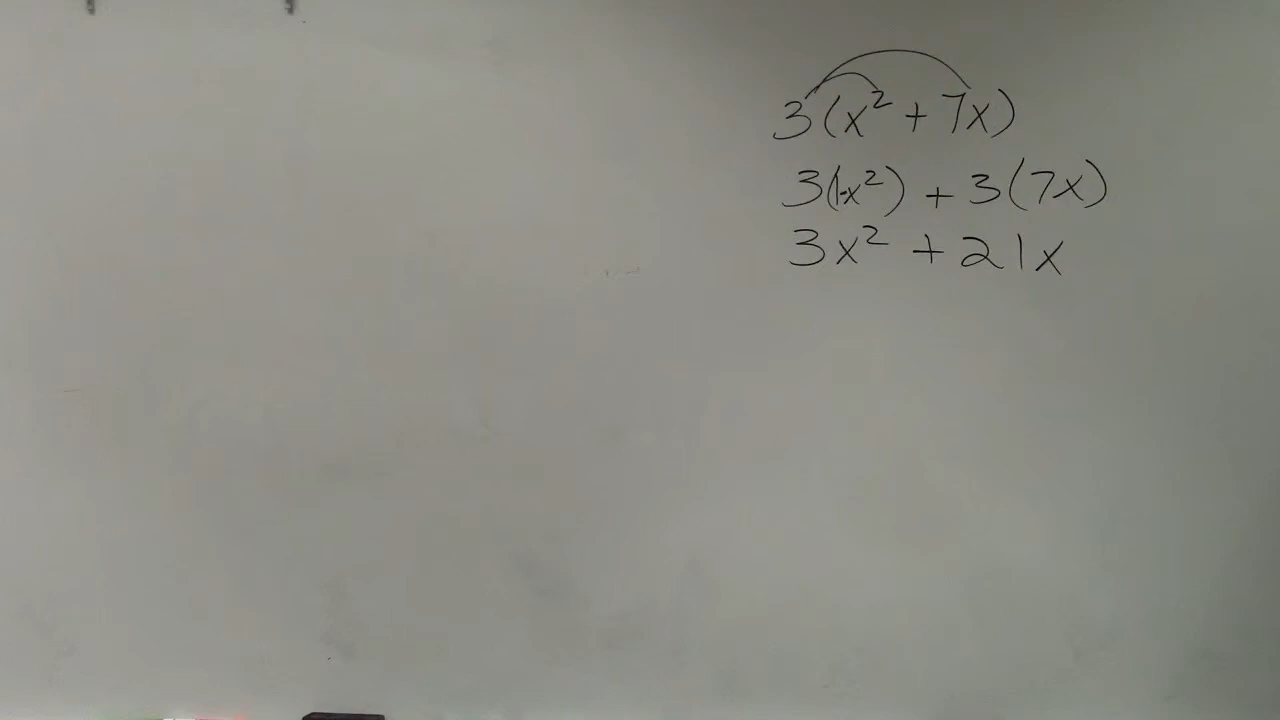 3(x² + 7x)
3(1·x²) + 3(7x)
3x² + 21x